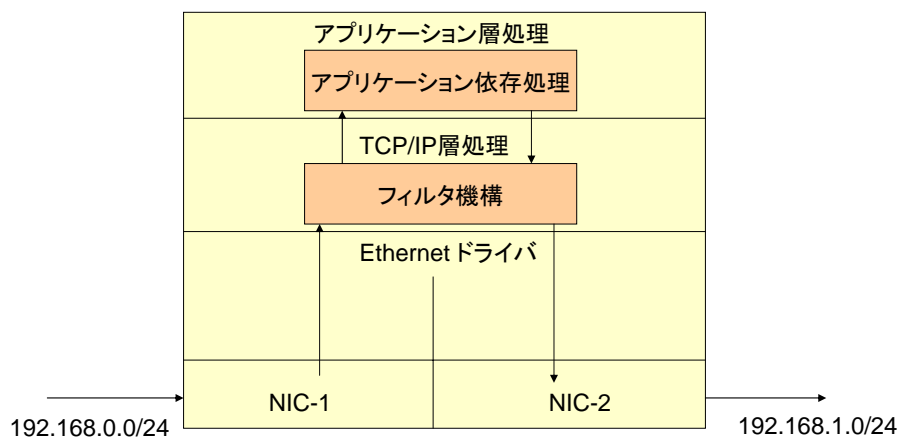 アプリケーション層処理
アプリケーション依存処理
TCP/IP層処理
フィルタ機構
Ethernet ドライバ
NIC-1
NIC-2
192.168.0.0/24
192.168.1.0/24